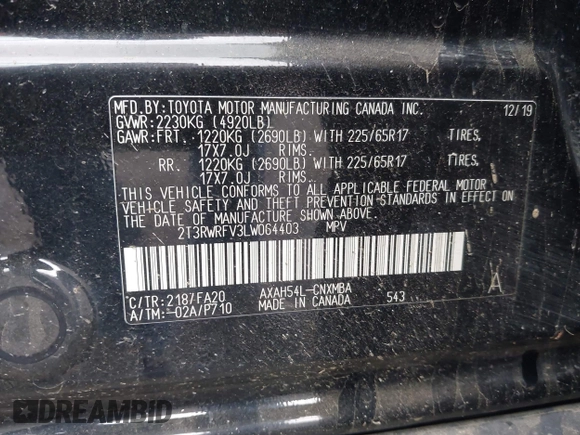 MFD.BY:TOYOTA MOTOR MANUFACTURING CANADA INC. 12/19
GVWR:2230KG (4920LB)
GAWR:FRT. 1220KG (2690LB) WITH 225/65R17 TIRES,
17X7.0J RIMS.
RR. 1220KG (2690LB) WITH 225/65R17 TIRES,
17X7.0J RIMS.
THIS VEHICLE CONFORMS TO ALL APPLICABLE FEDERAL MOTOR
VEHICLE SAFETY AND THEFT PREVENTION STANDARDS IN EFFECT ON
THE DATE OF MANUFACTURE SHOWN ABOVE.
2T3RWRFV3LW064403 MPV
C/TR:2187FA20 AXAH54L-CNXMBA A
A/TM:-02A/P710 MADE IN CANADA 543
DREAMBID